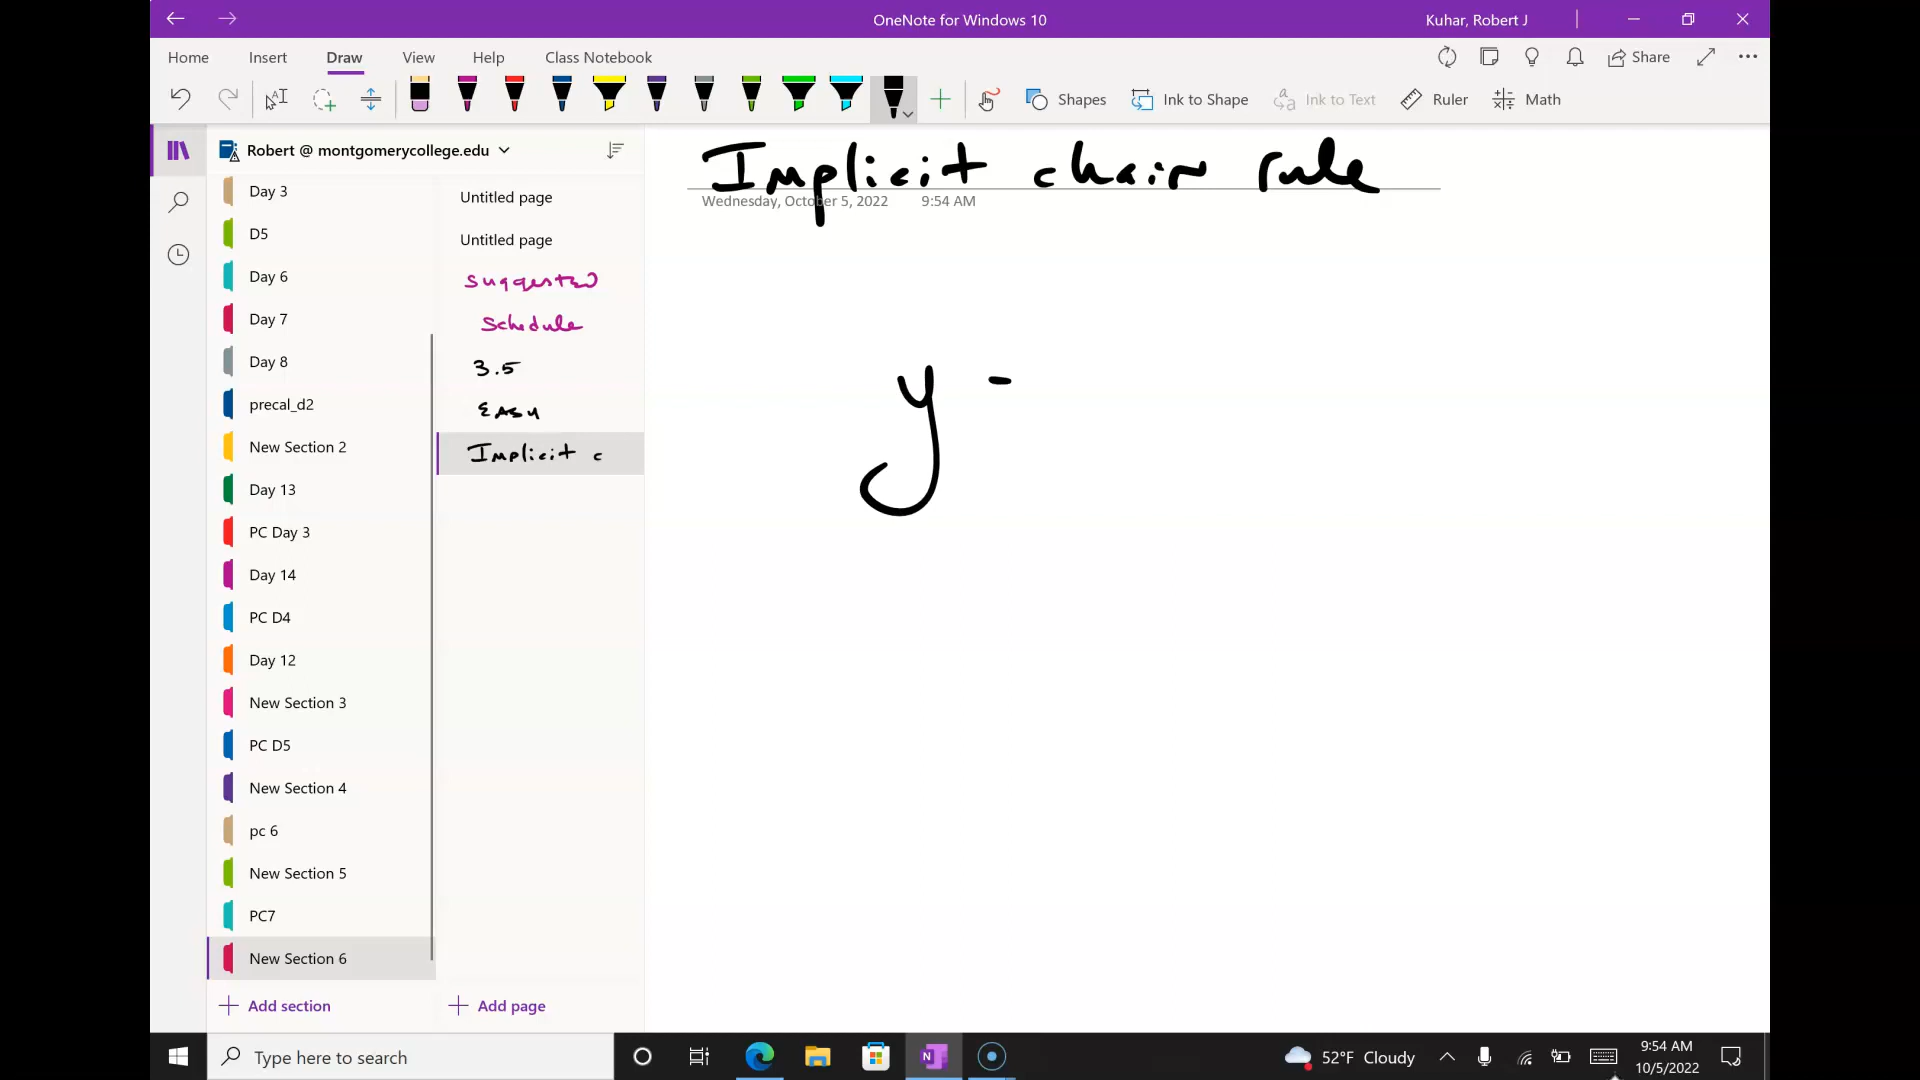 OneNote for Windows 10
Kuhar, Robert J
Home Insert Draw View Help Class Notebook
Share
Shapes Ink to Shape Ink to Text Ruler Math
Robert @ montgomerycollege.edu
Day 3
D5
Day 6
Day 7
Day 8
precal_d2
New Section 2
Day 13
PC Day 3
Day 14
PC D4
Day 12
New Section 3
PC D5
New Section 4
pc 6
New Section 5
PC7
New Section 6
Add section
Untitled page
Untitled page
suggested
schedule
3.5
EASY
Implicit c
Add page
Implicit chain rule
Wednesday, October 5, 2022 9:54 AM
y -
Type here to search
52°F Cloudy
9:54 AM
10/5/2022